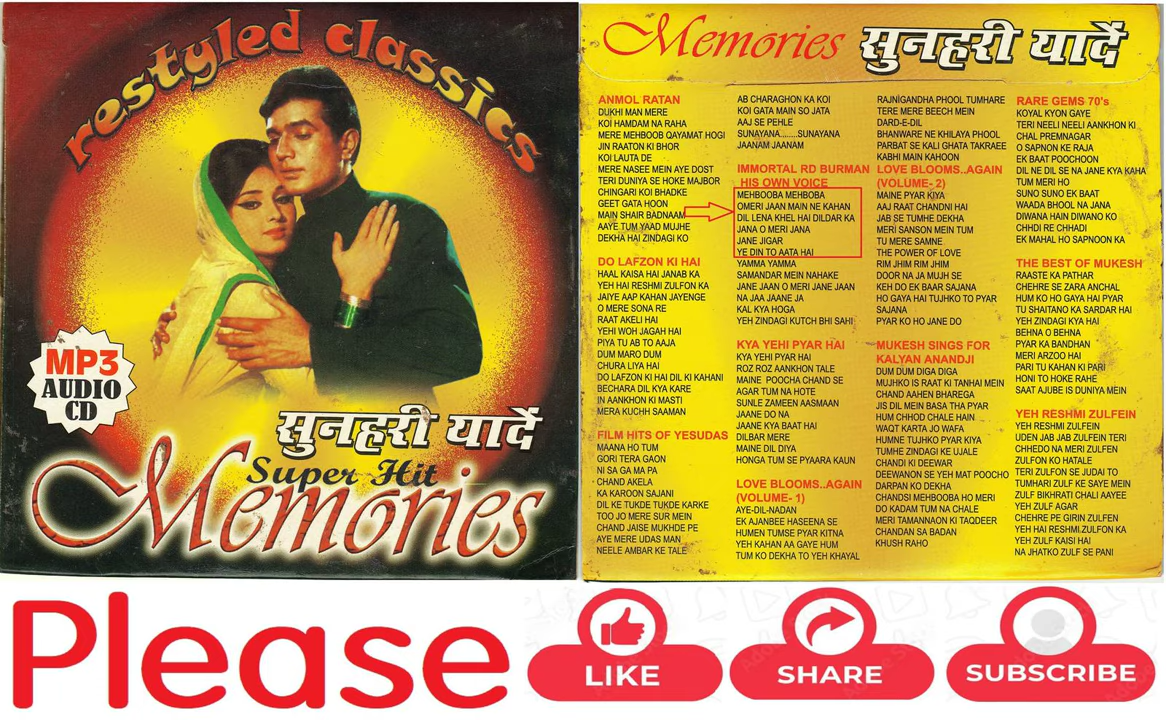 restyled classics
MP3
AUDIO
CD
सुनहरी यादें
Super Hit
Memories
Memories सुनहरी यादें
ANMOL RATAN
DUKHI MAN MERE
KOI HAMDAM NA RAHA
MERE MEHBOOB QAYAMAT HOGI
JIN RAATON KI BHOR
KOI LAUTA DE
MERE NASEE MEIN AYE DOST
TERI DUNIYA SE HOKE MAJBOR
CHINGARI KOI BHADKE
GEET GATA HOON
MAIN SHAIR BADNAAM
AAYE TUM YAAD MUJHE
DEKHA HAI ZINDAGI KO
DO LAFZON KI HAI
HAAL KAISA HAI JANAB KA
YEH HAI RESHMI ZULFON KA
JAIYE AAP KAHAN JAYENGE
O MERE SONA RE
RAAT AKELI HAI
YEHI WOH JAGAH HAI
PIYA TU AB TO AAJA
DUM MARO DUM
CHURA LIYA HAI
DO LAFZON KI HAI DIL KI KAHANI
BECHARA DIL KYA KARE
IN AANKHON KI MASTI
MERA KUCHH SAAMAN
FILM HITS OF YESUDAS
MAANA HO TUM
GORI TERA GAON
NI SA GA MA PA
CHAND AKELA
KA KAROON SAJANI
DIL KE TUKDE TUKDE KARKE
TOO JO MERE SUR MEIN
CHAND JAISE MUKHDE PE
AYE MERE UDAS MAN
NEELE AMBAR KE TALE
AB CHARAGHON KA KOI
KOI GATA MAIN SO JATA
AAJ SE PEHLE
SUNAYANA........SUNAYANA
JAANAM JAANAM
IMMORTAL RD BURMAN
HIS OWN VOICE
MEHBOOBA MEHBOBA
OMERI JAAN MAIN NE KAHAN
DIL LENA KHEL HAI DILDAR KA
JANA O MERI JANA
JANE JIGAR
YE DIN TO AATA HAI
YAMMA YAMMA
SAMANDAR MEIN NAHAKE
JANE JAAN O MERI JANE JAAN
NA JAA JAANE JA
KAL KYA HOGA
YEH ZINDAGI KUTCH BHI SAHI
KYA YEHI PYAR HAI
KYA YEHI PYAR HAI
ROZ ROZ AANKHON TALE
MAINE POOCHA CHAND SE
AGAR TUM NA HOTE
SUNLE ZAMEEN AASMAAN
JAANE DO NA
JAANE KYA BAAT HAI
DILBAR MERE
MAINE DIL DIYA
HONGA TUM SE PYAARA KAUN
LOVE BLOOMS..AGAIN
(VOLUME- 1)
AYE-DIL-NADAN
EK AJANBEE HASEENA SE
HUMEN TUMSE PYAR KITNA
YEH KAHAN AA GAYE HUM
TUM KO DEKHA TO YEH KHAYAL
RAJNIGANDHA PHOOL TUMHARE
TERE MERE BEECH MEIN
DARD-E-DIL
BHANWARE NE KHILAYA PHOOL
PARBAT SE KALI GHATA TAKRAEE
KABHI MAIN KAHOON
LOVE BLOOMS..AGAIN
(VOLUME- 2)
MAINE PYAR KIYA
AAJ RAAT CHANDNI HAI
JAB SE TUMHE DEKHA
MERI SANSON MEIN TUM
TU MERE SAMNE
THE POWER OF LOVE
RIM JHIM RIM JHIM
DOOR NA JA MUJH SE
KEH DO EK BAAR SAJANA
HO GAYA HAI TUJHKO TO PYAR
SAJANA
PYAR KO HO JANE DO
MUKESH SINGS FOR
KALYAN ANANDJI
DUM DUM DIGA DIGA
MUJHKO IS RAAT KI TANHAI MEIN
CHAND AAHEN BHAREGA
JIS DIL MEIN BASA THA PYAR
HUM CHHOD CHALE HAIN
WAQT KARTA JO WAFA
HUMNE TUJHKO PYAR KIYA
TUMHE ZINDAGI KE UJALE
CHANDI KI DEEWAR
DEEWANON SE YEH MAT POOCHO
DARPAN KO DEKHA
CHANDSI MEHBOOBA HO MERI
DO KADAM TUM NA CHALE
MERI TAMANNAON KI TAQDEER
CHANDAN SA BADAN
KHUSH RAHO
RARE GEMS 70's
KOYAL KYON GAYE
TERI NEELI NEELI AANKHON KI
CHAL PREMNAGAR
O SAPNON KE RAJA
EK BAAT POOCHOON
DIL NE DIL SE NA JANE KYA KAHA
TUM MERI HO
SUNO SUNO EK BAAT
WAADA BHOOL NA JANA
DIWANA HAIN DIWANO KO
CHHDI RE CHHADI
EK MAHAL HO SAPNOON KA
THE BEST OF MUKESH
RAASTE KA PATHAR
CHEHRE SE ZARA ANCHAL
HUM KO HO GAYA HAI PYAR
TU SHAITANO KA SARDAR HAI
YEH ZINDAGI KYA HAI
BEHNA O BEHNA
PYAR KA BANDHAN
MERI ARZOO HAI
PARI TU KAHAN KI PARI
HONI TO HOKE RAHE
SAAT AJUBE IS DUNIYA MEIN
YEH RESHMI ZULFEIN
YEH RESHMI ZULFEIN
UDEN JAB JAB ZULFEIN TERI
CHHEDO NA MERI ZULFEN
ZULFON KO HATALE
TERI ZULFON SE JUDAI TO
TUMHARI ZULF KE SAYE MEIN
ZULF BIKHRATI CHALI AAYEE
YEH ZULF AGAR
CHEHRE PE GIRIN ZULFEN
YEH HAI RESHMI ZULFON KA
YEH ZULF KAISI HAI
NA JHATKO ZULF SE PANI
Please
LIKE
SHARE
SUBSCRIBE